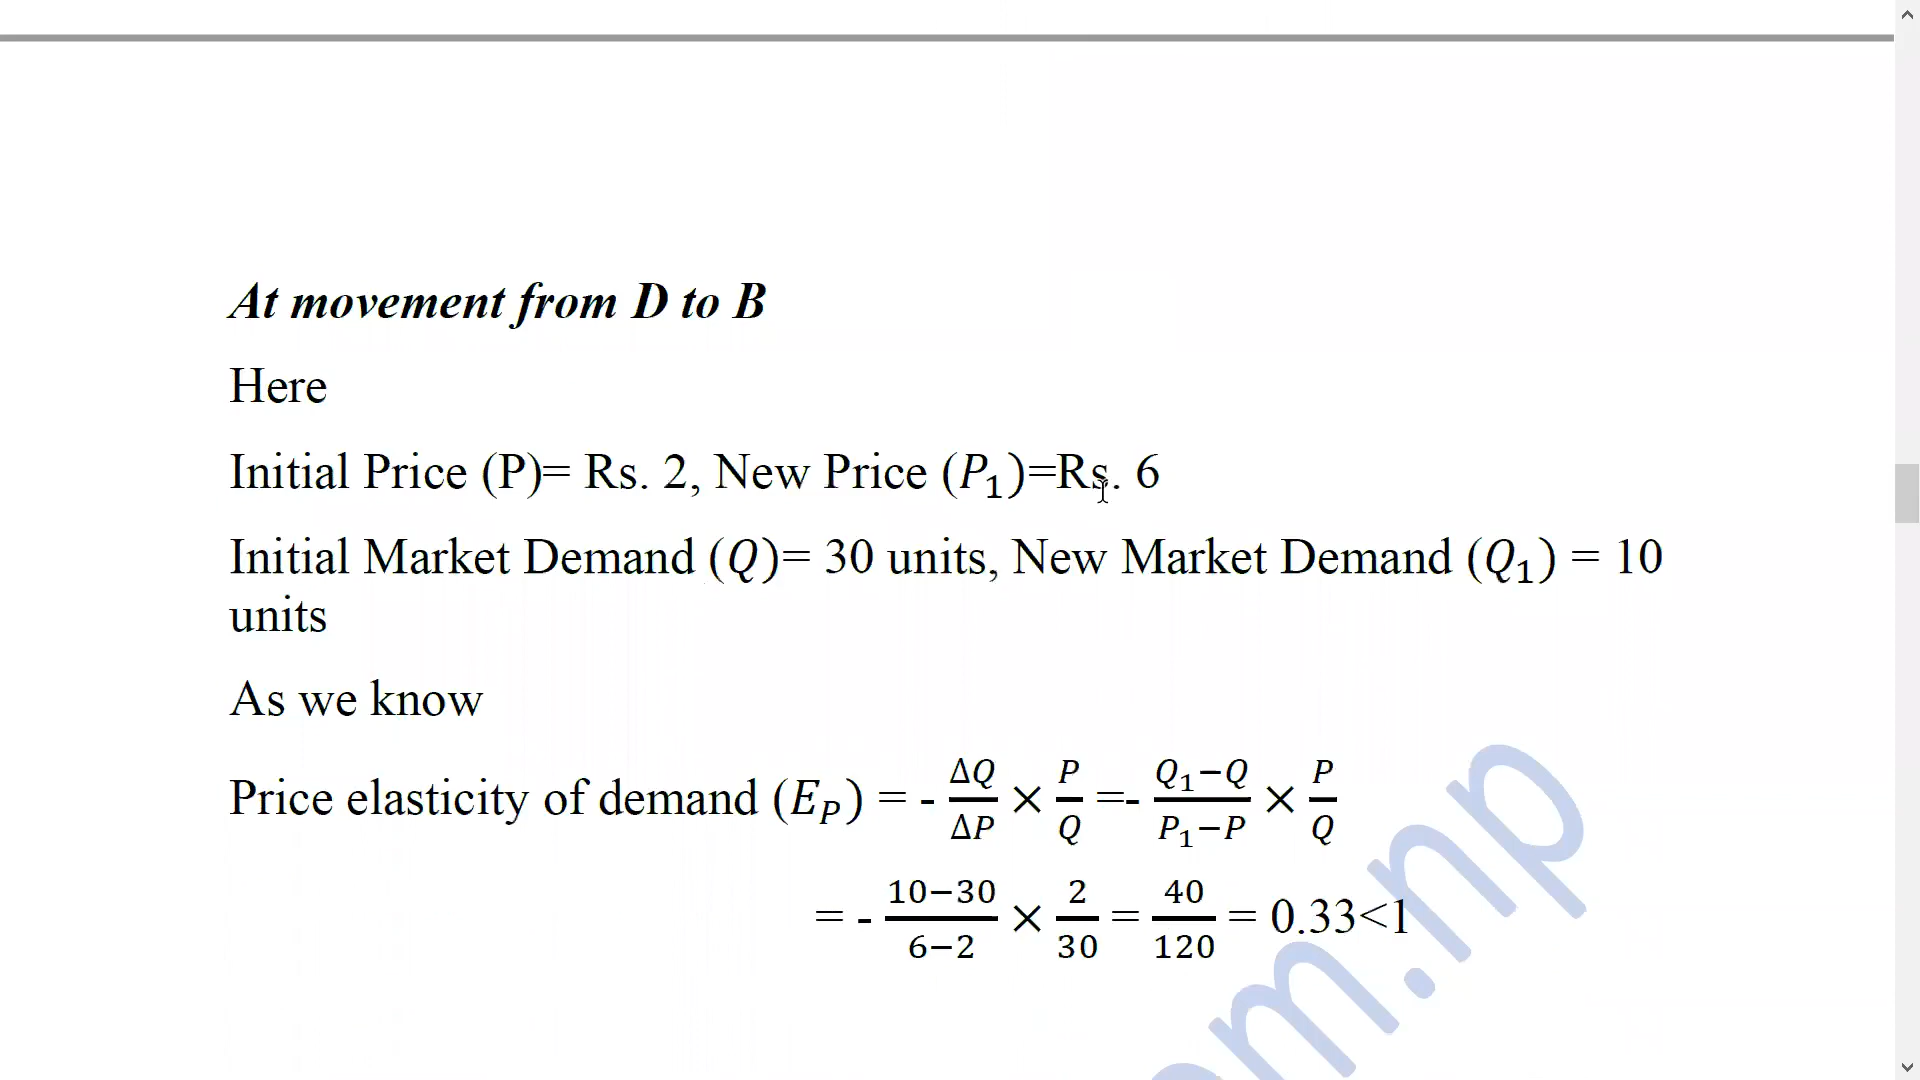 At movement from D to B
Here
Initial Price (P)= Rs. 2, New Price (P₁)=Rs. 6
Initial Market Demand (Q)= 30 units, New Market Demand (Q₁) = 10
units
As we know
Price elasticity of demand (E_P) = - ΔQ/ΔP × P/Q =- Q₁−Q/P₁−P × P/Q
= - 10−30/6−2 × 2/30 = 40/120 = 0.33<1
om.np